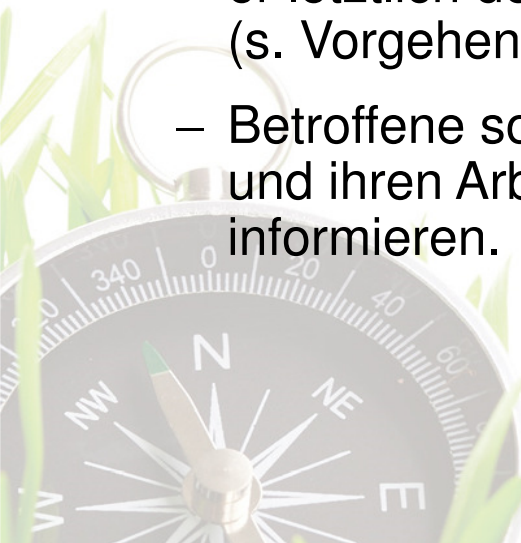 (s. Vorgehen
– Betroffene so
und ihren Arb
informieren.
340
0
20
40
60
N
NW
NE
E
W